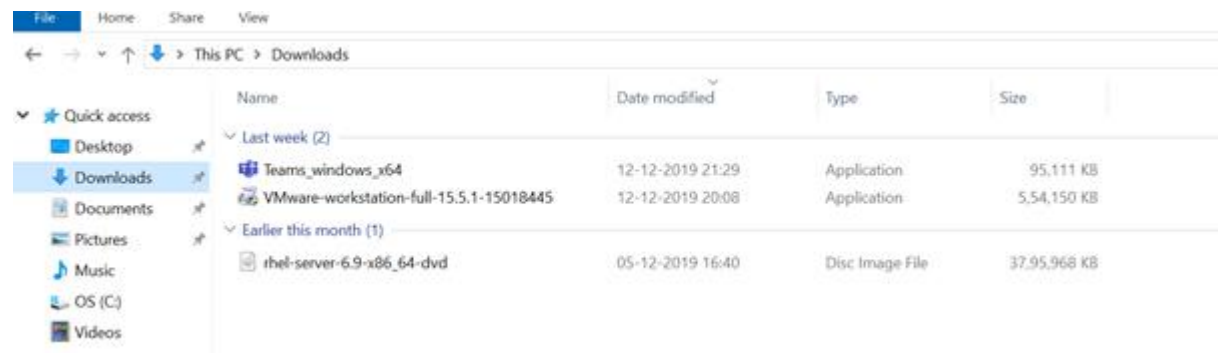 File Home Share View
This PC > Downloads
Name Date modified Type Size
Quick access
Last week (2)
Desktop
Teams_windows_x64 12-12-2019 21:29 Application 95,111 KB
Downloads
VMware-workstation-full-15.5.1-15018445 12-12-2019 20:08 Application 5,54,150 KB
Documents
Earlier this month (1)
Pictures
rhel-server-6.9-x86_64-dvd 05-12-2019 16:40 Disc Image File 37,95,968 KB
Music
OS (C:)
Videos